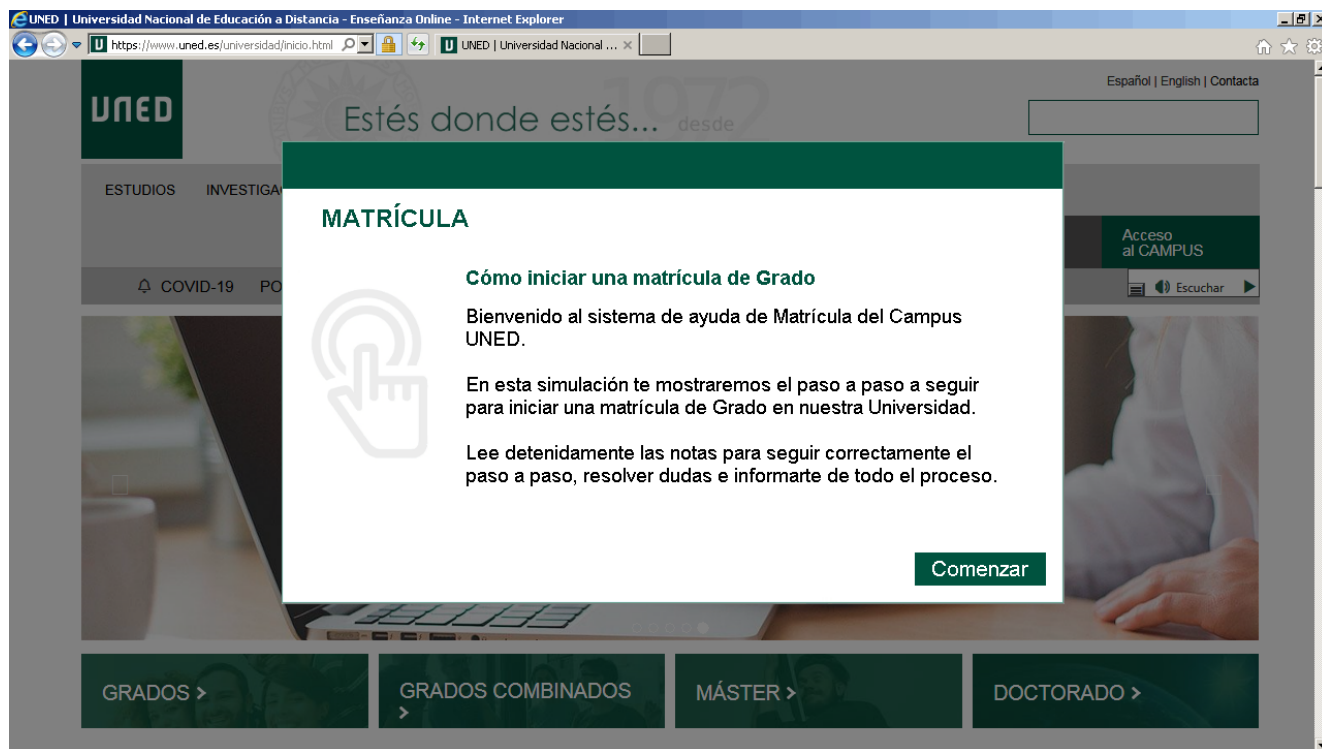 UNED | Universidad Nacional de Educación a Distancia - Enseñanza Online - Internet Explorer
https://www.uned.es/universidad/inicio.html
UNED | Universidad Nacional ...
Español | English | Contacta
UNED
Estés donde estés... desde
1972
ESTUDIOS INVESTIGA
MATRÍCULA
Acceso
al CAMPUS
Cómo iniciar una matrícula de Grado
COVID-19 PO
Escuchar
Bienvenido al sistema de ayuda de Matrícula del Campus
UNED.
En esta simulación te mostraremos el paso a paso a seguir
para iniciar una matrícula de Grado en nuestra Universidad.
Lee detenidamente las notas para seguir correctamente el
paso a paso, resolver dudas e informarte de todo el proceso.
Comenzar
GRADOS >
GRADOS COMBINADOS
>
MÁSTER >
DOCTORADO >